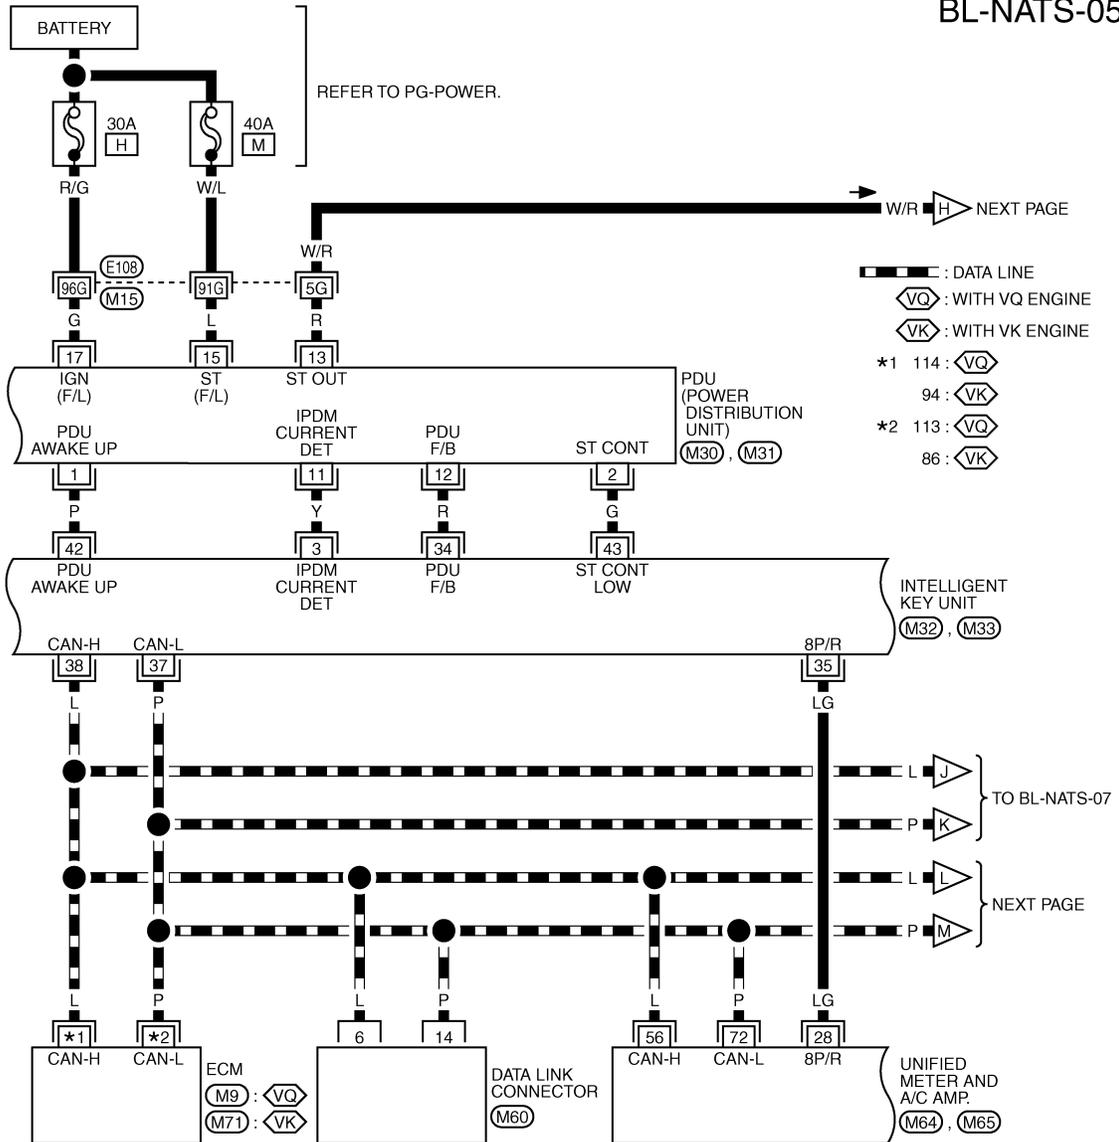 BL-NATS-05
BATTERY
REFER TO PG-POWER.
30A
H
40A
M
R/G
W/L
W/R
H
NEXT PAGE
W/R
E108
M15
96G
91G
5G
: DATA LINE
VQ : WITH VQ ENGINE
VK : WITH VK ENGINE
*1 114 : VQ
94 : VK
*2 113 : VQ
86 : VK
G
L
R
17
15
13
IGN
(F/L)
ST
(F/L)
ST OUT
PDU
(POWER
DISTRIBUTION
UNIT)
M30 , M31
PDU
AWAKE UP
IPDM
CURRENT
DET
PDU
F/B
ST CONT
1
11
12
2
P
Y
R
G
42
3
34
43
PDU
AWAKE UP
IPDM
CURRENT
DET
PDU
F/B
ST CONT
LOW
INTELLIGENT
KEY UNIT
M32 , M33
CAN-H
CAN-L
8P/R
38
37
35
L
P
LG
L
J
TO BL-NATS-07
P
K
L
L
NEXT PAGE
P
M
L
P
L
P
L
P
LG
*1
*2
6
14
56
72
28
CAN-H
CAN-L
CAN-H
CAN-L
8P/R
ECM
M9 : VQ
M71 : VK
DATA LINK
CONNECTOR
M60
UNIFIED
METER AND
A/C AMP.
M64 , M65